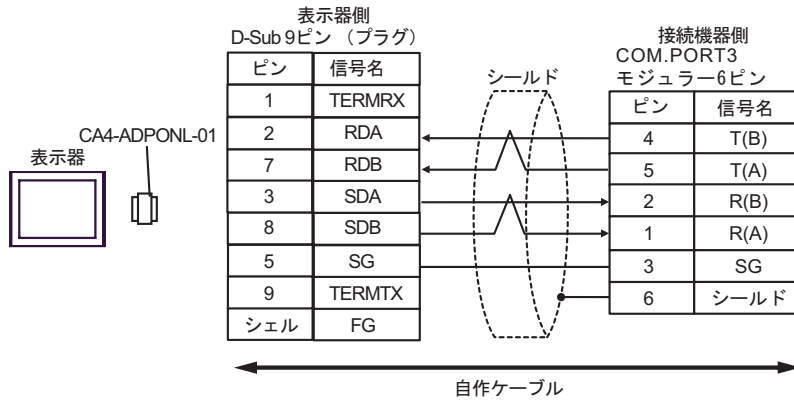 表示器側
D-Sub 9ピン （プラグ）
ピン 信号名
1 TERMRX
2 RDA
7 RDB
3 SDA
8 SDB
5 SG
9 TERMTX
シェル FG
CA4-ADPONL-01
表示器
シールド
接続機器側
COM.PORT3
モジュラー6ピン
ピン 信号名
4 T(B)
5 T(A)
2 R(B)
1 R(A)
3 SG
6 シールド
自作ケーブル